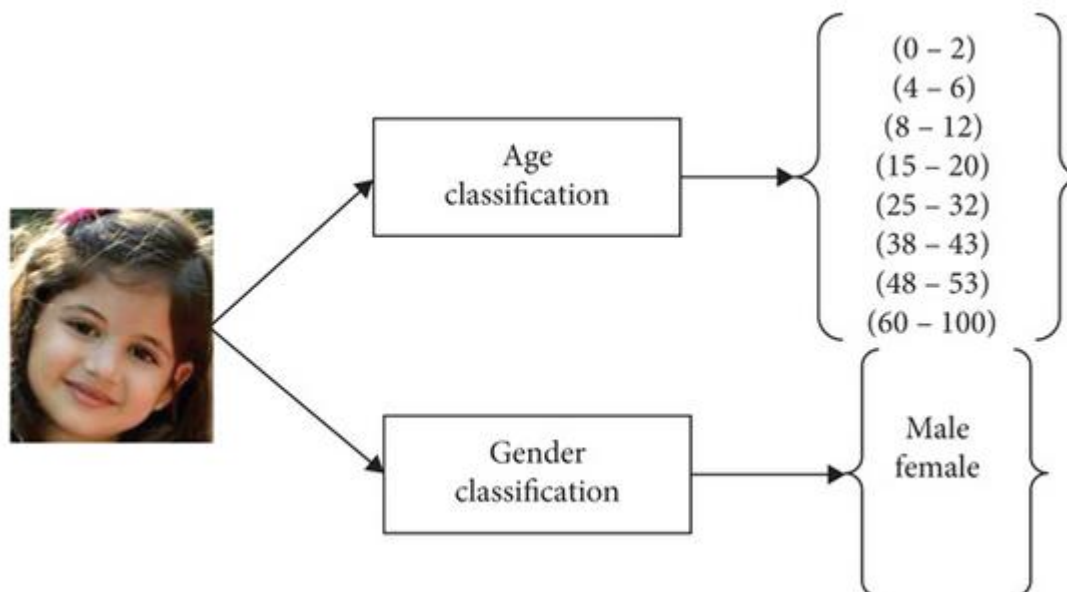 Age
classification
(0 – 2)
(4 – 6)
(8 – 12)
(15 – 20)
(25 – 32)
(38 – 43)
(48 – 53)
(60 – 100)
Gender
classification
Male
female